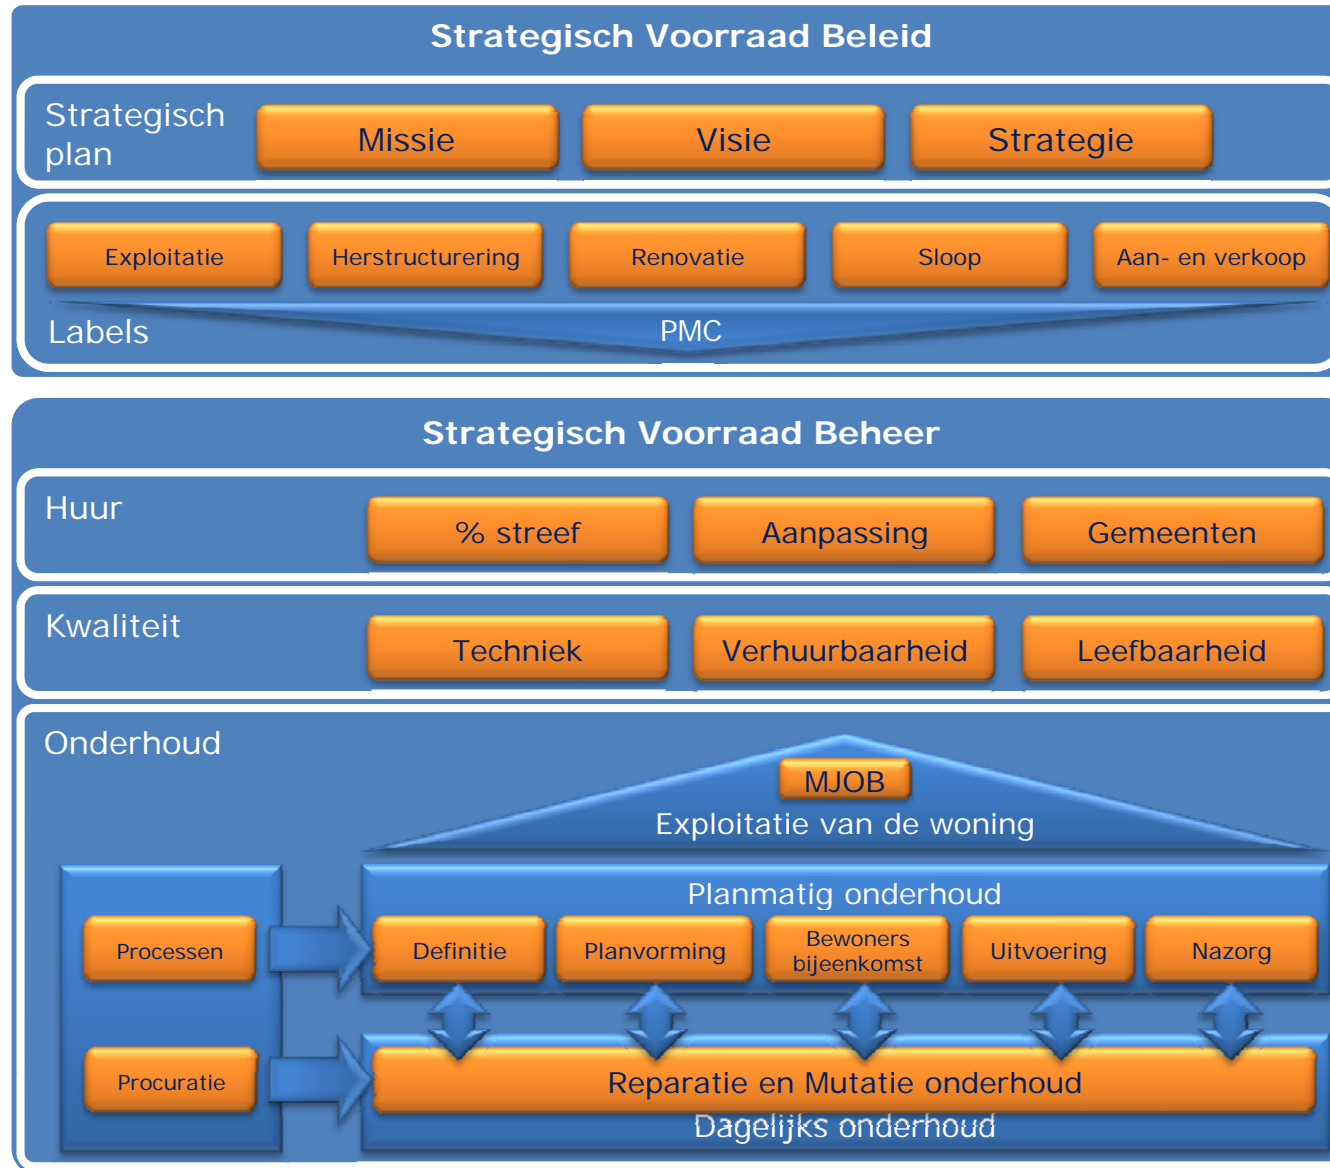 Strategisch Voorraad Beleid
Strategisch
plan
Missie
Visie
Strategie
Exploitatie
Herstructurering
Renovatie
Sloop
Aan- en verkoop
Labels
PMC
Strategisch Voorraad Beheer
Huur
% streef
Aanpassing
Gemeenten
Kwaliteit
Techniek
Verhuurbaarheid
Leefbaarheid
Onderhoud
MJOB
Exploitatie van de woning
Planmatig onderhoud
Processen
Definitie
Planvorming
Bewoners
bijeenkomst
Uitvoering
Nazorg
Procuratie
Reparatie en Mutatie onderhoud
Dagelijks onderhoud